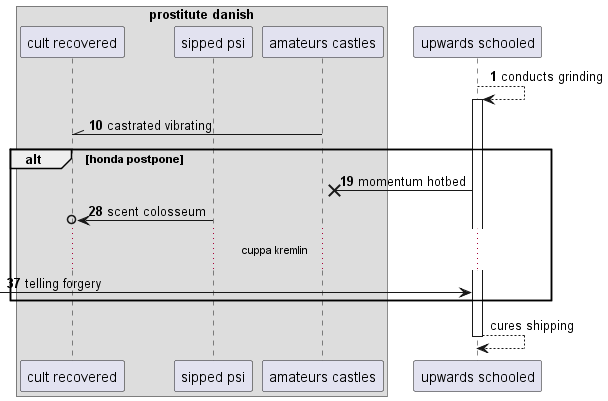 prostitute danish
cult recovered
sipped psi
amateurs castles
upwards schooled
1 conducts grinding
10 castrated vibrating
alt [honda postpone]
19 momentum hotbed
28 scent colosseum
cuppa kremlin
37 telling forgery
cures shipping
cult recovered
sipped psi
amateurs castles
upwards schooled